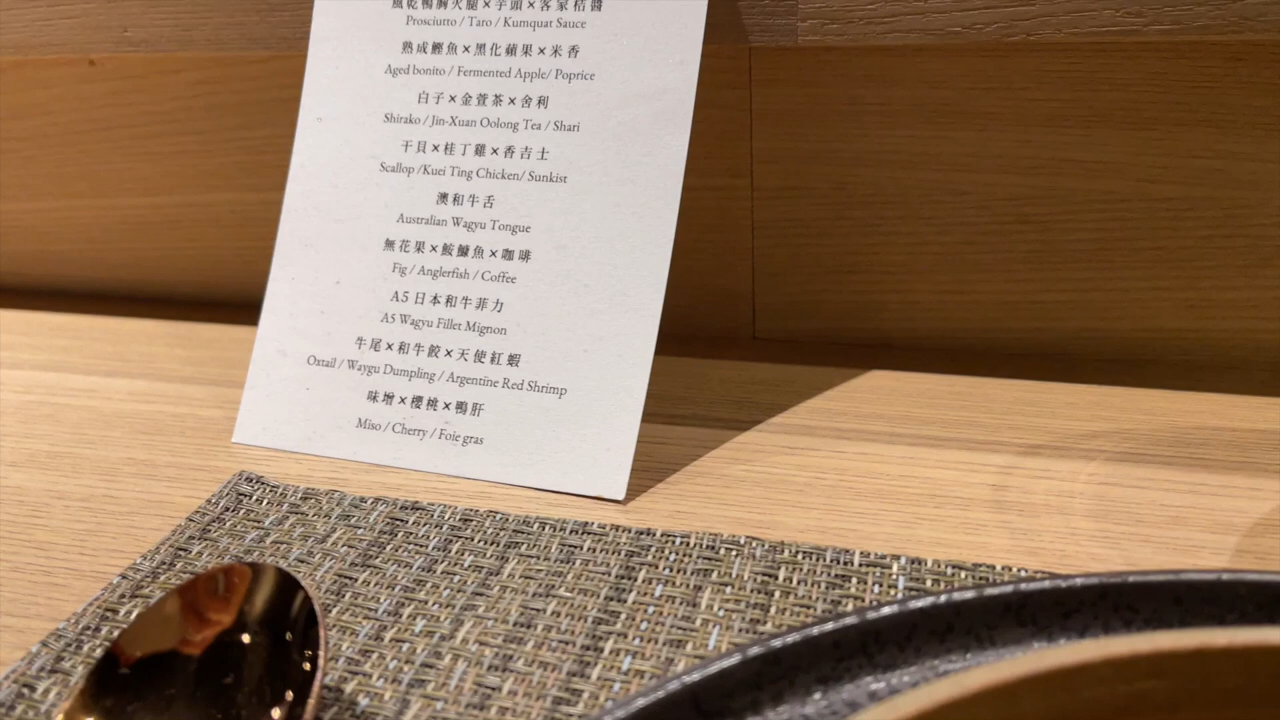 風乾鴨胸火腿×芋頭×客家桔醬
Prosciutto / Taro / Kumquat Sauce
熟成鰹魚×黑化蘋果×米香
Aged bonito / Fermented Apple/ Poprice
白子×金萱茶×舍利
Shirako / Jin-Xuan Oolong Tea / Shari
干貝×桂丁雞×香吉士
Scallop /Kuei Ting Chicken/ Sunkist
澳和牛舌
Australian Wagyu Tongue
無花果×鮟鱇魚×咖啡
Fig / Anglerfish / Coffee
A5 日本和牛菲力
A5 Wagyu Fillet Mignon
牛尾×和牛餃×天使紅蝦
Oxtail / Waygu Dumpling / Argentine Red Shrimp
味增×櫻桃×鴨肝
Miso / Cherry / Foie gras